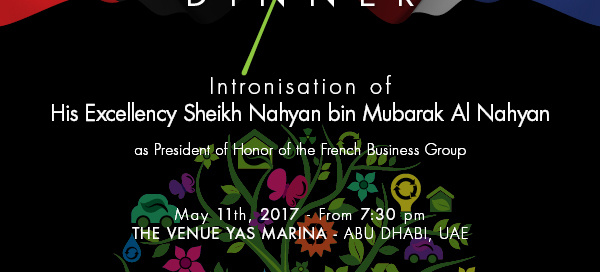 DINNER
Intronisation of
His Excellency Sheikh Nahyan bin Mubarak Al Nahyan
as President of Honor of the French Business Group
May 11th, 2017 - From 7:30 pm
THE VENUE YAS MARINA - ABU DHABI, UAE